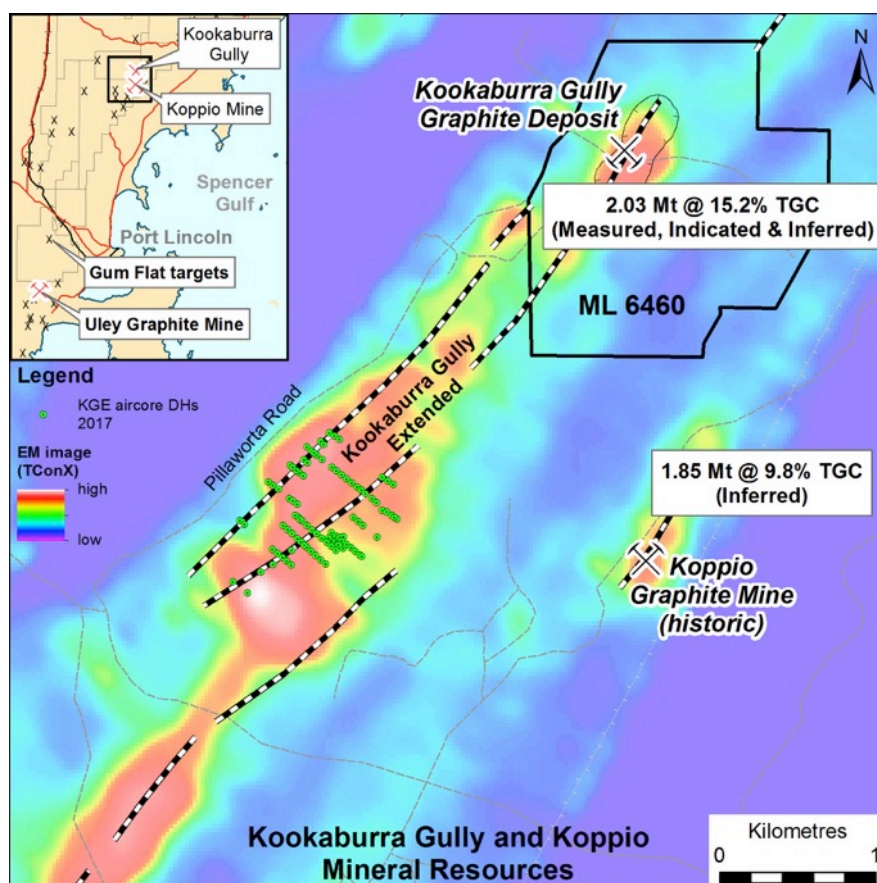 Kookaburra
Gully
Koppio Mine
Spencer
Gulf
Port Lincoln
Gum Flat targets
Uley Graphite Mine
N
Kookaburra Gully
Graphite Deposit
2.03 Mt @ 15.2% TGC
(Measured, Indicated & Inferred)
ML 6460
Legend
KGE aircore DHs
2017
EM image
(TConX)
high
low
Pillaworta Road
Kookaburra Gully
Extended
1.85 Mt @ 9.8% TGC
(Inferred)
Koppio
Graphite Mine
(historic)
Kookaburra Gully and Koppio
Mineral Resources
Kilometres
0
1